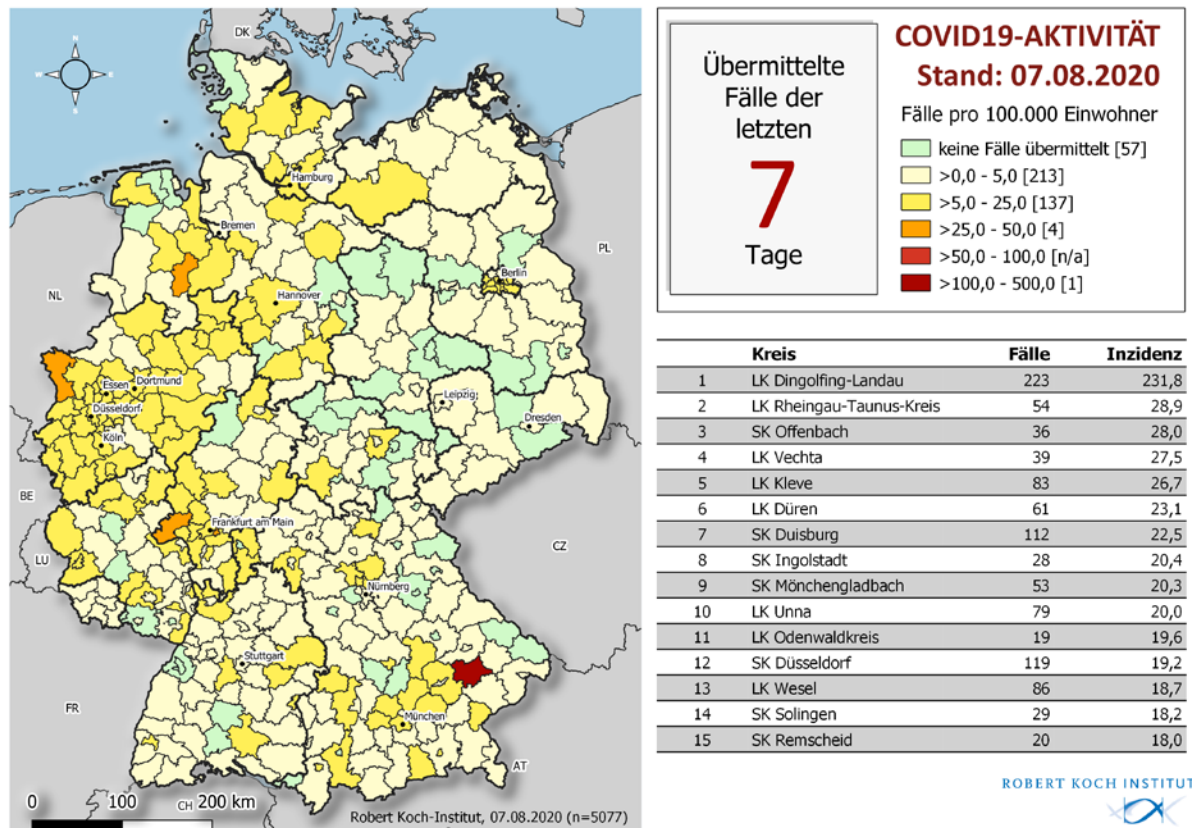 DK
N
W
E
S
Hamburg
Bremen
PL
Berlin
NL
Hannover
Essen
Dortmund
Düsseldorf
Leipzig
Köln
Dresden
BE
Frankfurt am Main
LU
CZ
Nürnberg
Stuttgart
FR
München
AT
CH
0 100 200 km
Robert Koch-Institut, 07.08.2020 (n=5077)
Übermittelte
Fälle der
letzten
7
Tage
COVID19-AKTIVITÄT
Stand: 07.08.2020
Fälle pro 100.000 Einwohner
keine Fälle übermittelt [57]
>0,0 - 5,0 [213]
>5,0 - 25,0 [137]
>25,0 - 50,0 [4]
>50,0 - 100,0 [n/a]
>100,0 - 500,0 [1]
Kreis Fälle Inzidenz
1 LK Dingolfing-Landau 223 231,8
2 LK Rheingau-Taunus-Kreis 54 28,9
3 SK Offenbach 36 28,0
4 LK Vechta 39 27,5
5 LK Kleve 83 26,7
6 LK Düren 61 23,1
7 SK Duisburg 112 22,5
8 SK Ingolstadt 28 20,4
9 SK Mönchengladbach 53 20,3
10 LK Unna 79 20,0
11 LK Odenwaldkreis 19 19,6
12 SK Düsseldorf 119 19,2
13 LK Wesel 86 18,7
14 SK Solingen 29 18,2
15 SK Remscheid 20 18,0
ROBERT KOCH INSTITUT